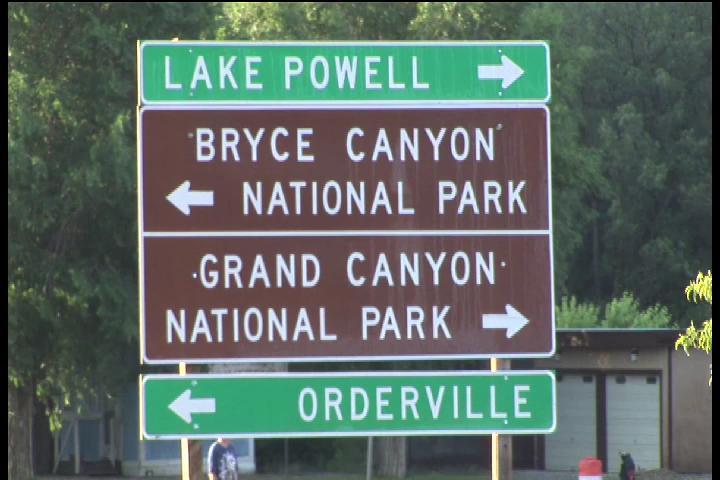 LAKE POWELL
BRYCE CANYON
NATIONAL PARK
GRAND CANYON
NATIONAL PARK
ORDERVILLE